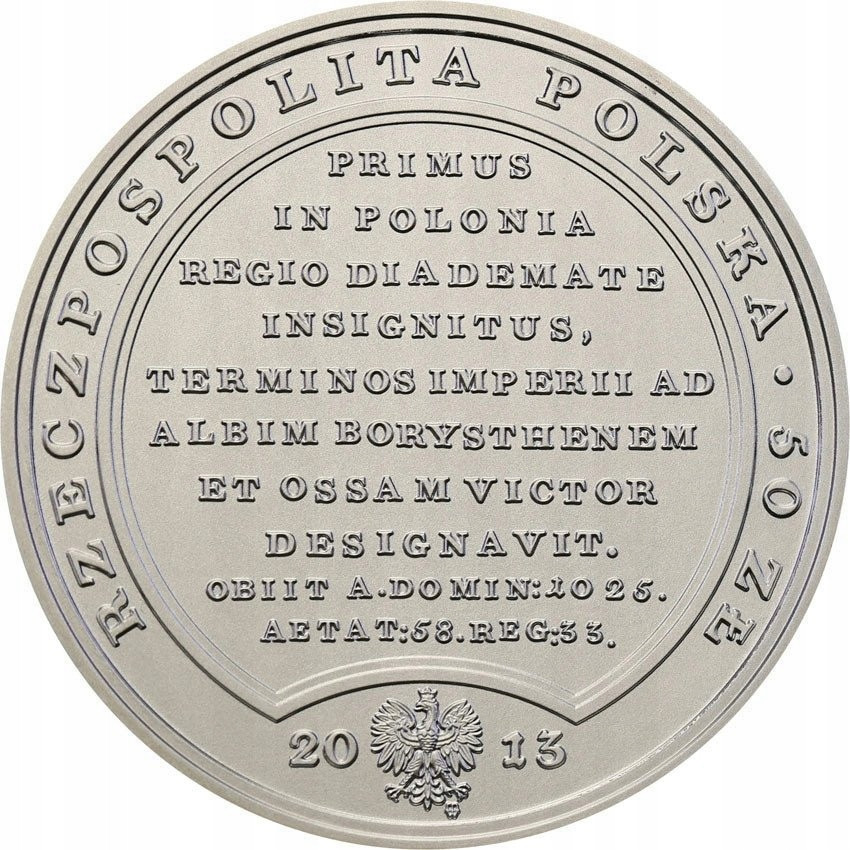 RZECZPOSPOLITA POLSKA · 50 ZŁ
PRIMUS
IN POLONIA
REGIO DIADEMATE
INSIGNITUS,
TERMINOS IMPERII AD
ALBIM BORYSTHENEM
ET OSSAM VICTOR
DESIGNAVIT.
OBIIT A.DOMIN:1025.
AETAT:58.REG:33.
20 13